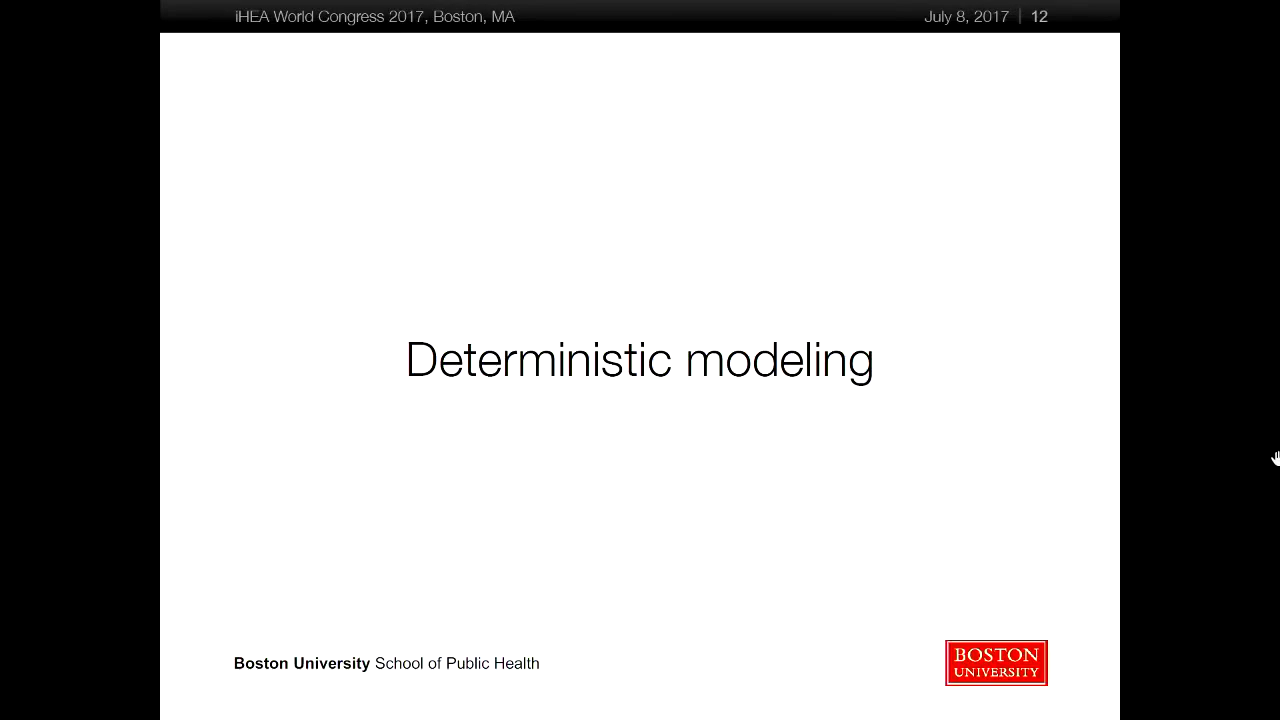 iHEA World Congress 2017, Boston, MA
July 8, 2017 | 12
Deterministic modeling
Boston University School of Public Health
BOSTON
UNIVERSITY